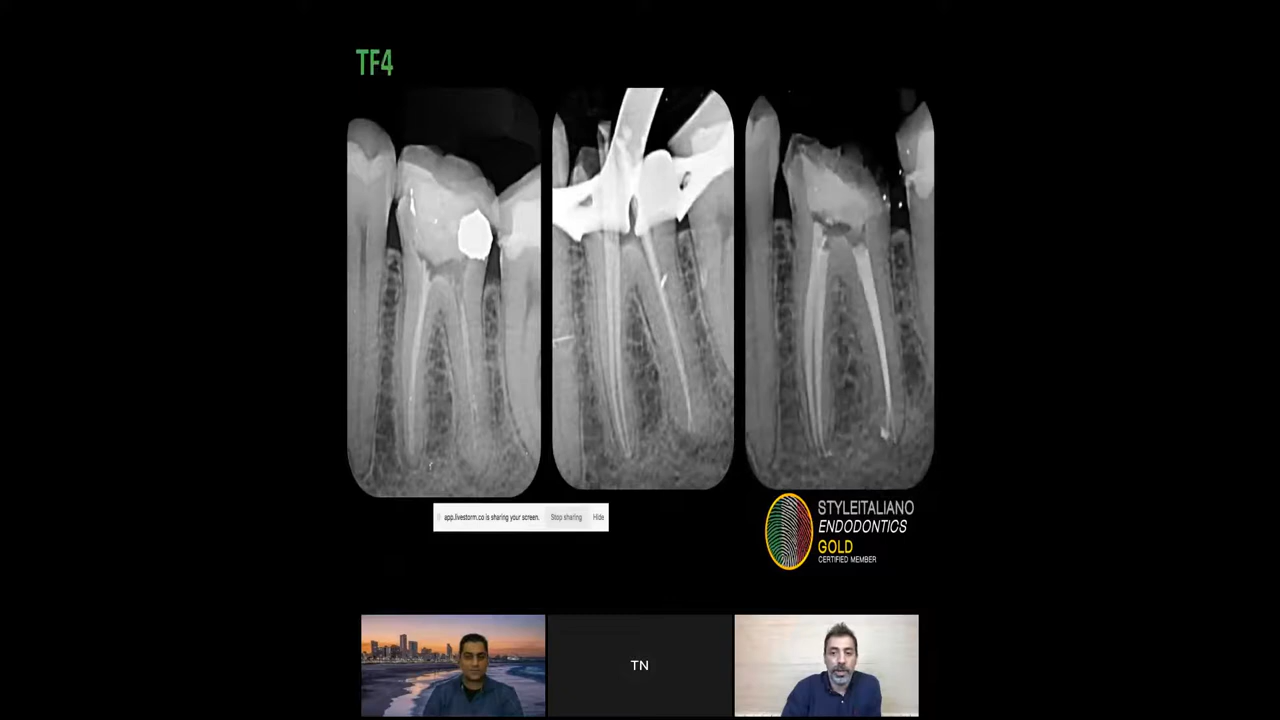 TF4
app.livestorm.co is sharing your screen. Stop sharing Hide
STYLEITALIANO
ENDODONTICS
GOLD
CERTIFIED MEMBER
TN